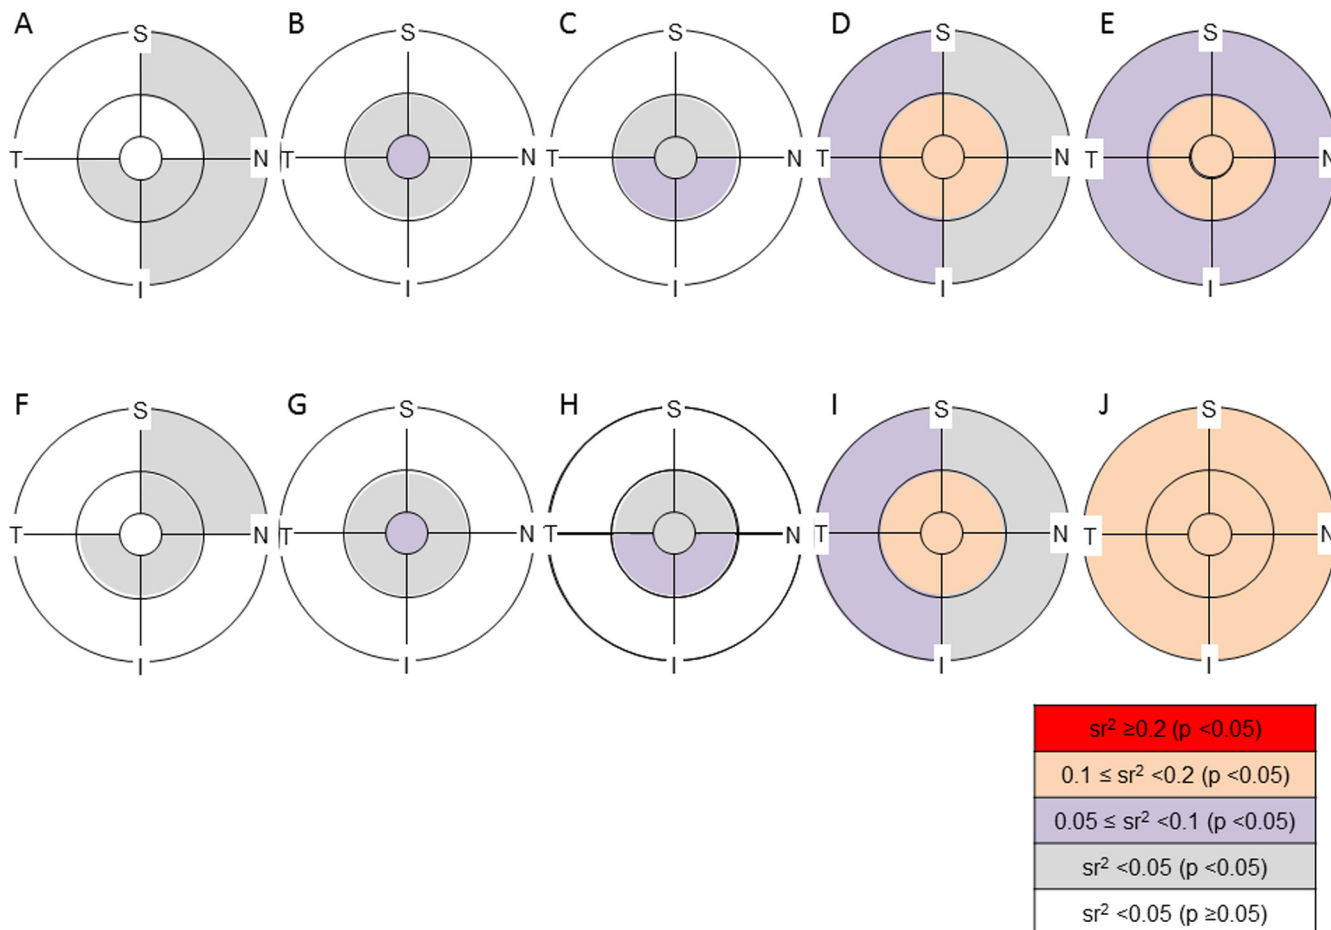 A B C D E
S S S S S
T N T N T N T N T N
I I I I I
F G H I J
S S S S S
T N T N T N T N T N
I I I I I
sr² ≥0.2 (p <0.05)
0.1 ≤ sr² <0.2 (p <0.05)
0.05 ≤ sr² <0.1 (p <0.05)
sr² <0.05 (p <0.05)
sr² <0.05 (p ≥0.05)